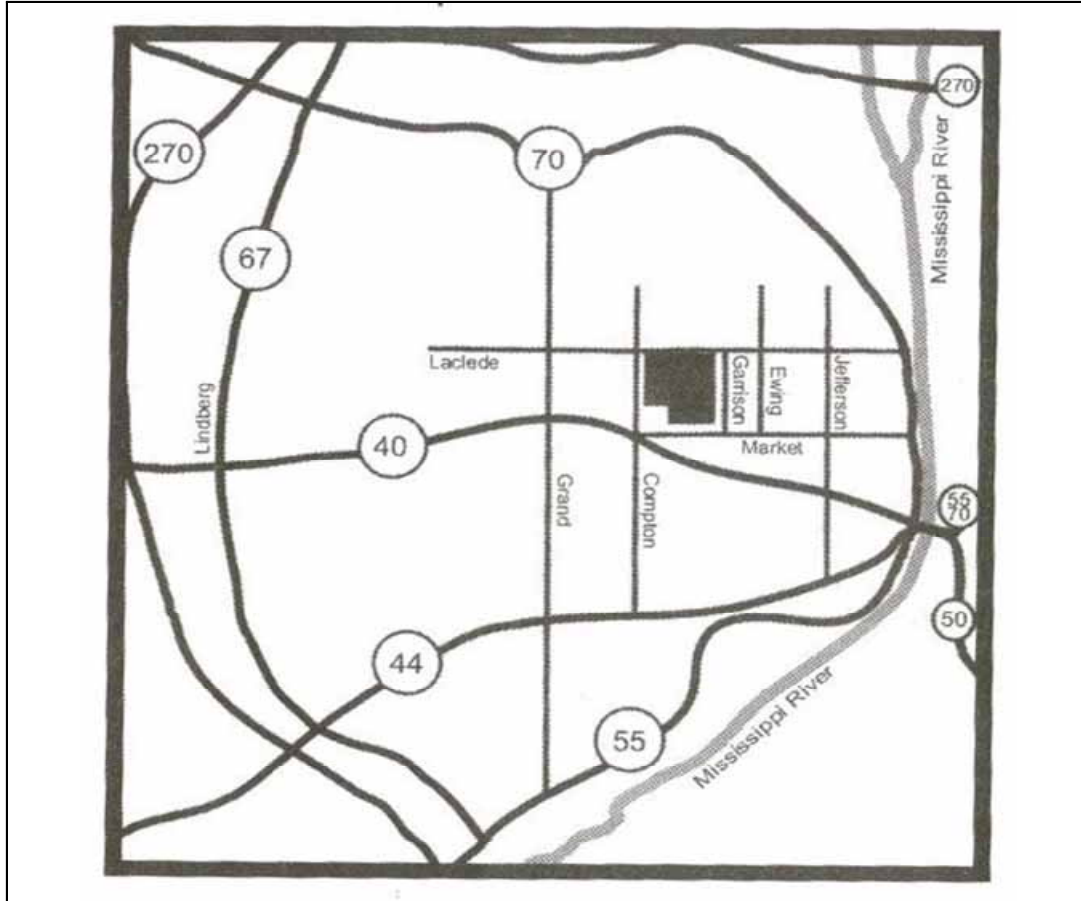 270
270
70
Mississippi River
67
Laclede
Garrison
Ewing
Jefferson
Lindberg
40
Market
Grand
Compton
55
70
50
44
55
Mississippi River